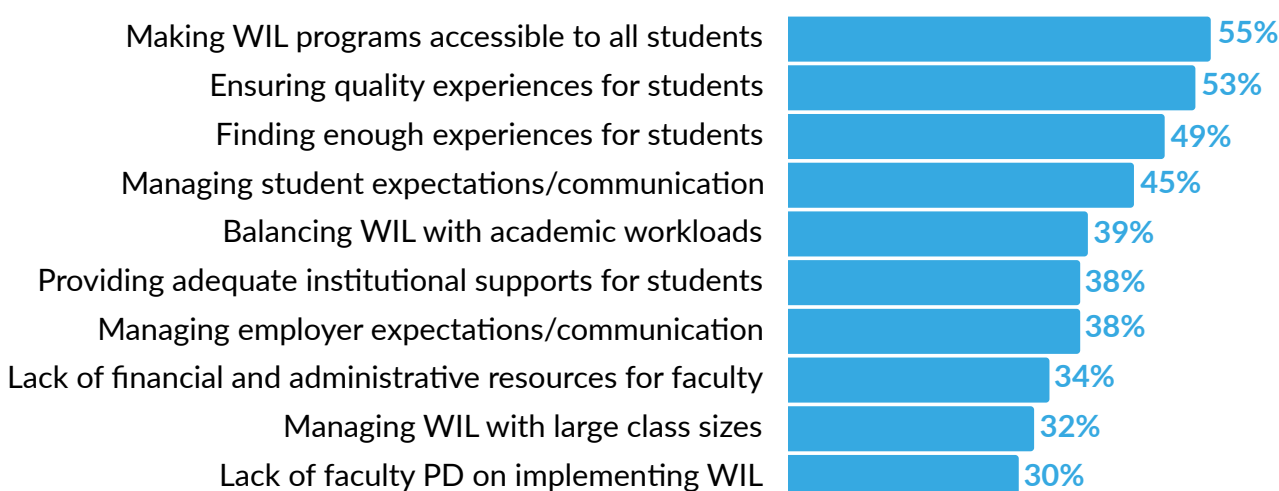 Making WIL programs accessible to all students 55%
Ensuring quality experiences for students 53%
Finding enough experiences for students 49%
Managing student expectations/communication 45%
Balancing WIL with academic workloads 39%
Providing adequate institutional supports for students 38%
Managing employer expectations/communication 38%
Lack of financial and administrative resources for faculty 34%
Managing WIL with large class sizes 32%
Lack of faculty PD on implementing WIL 30%